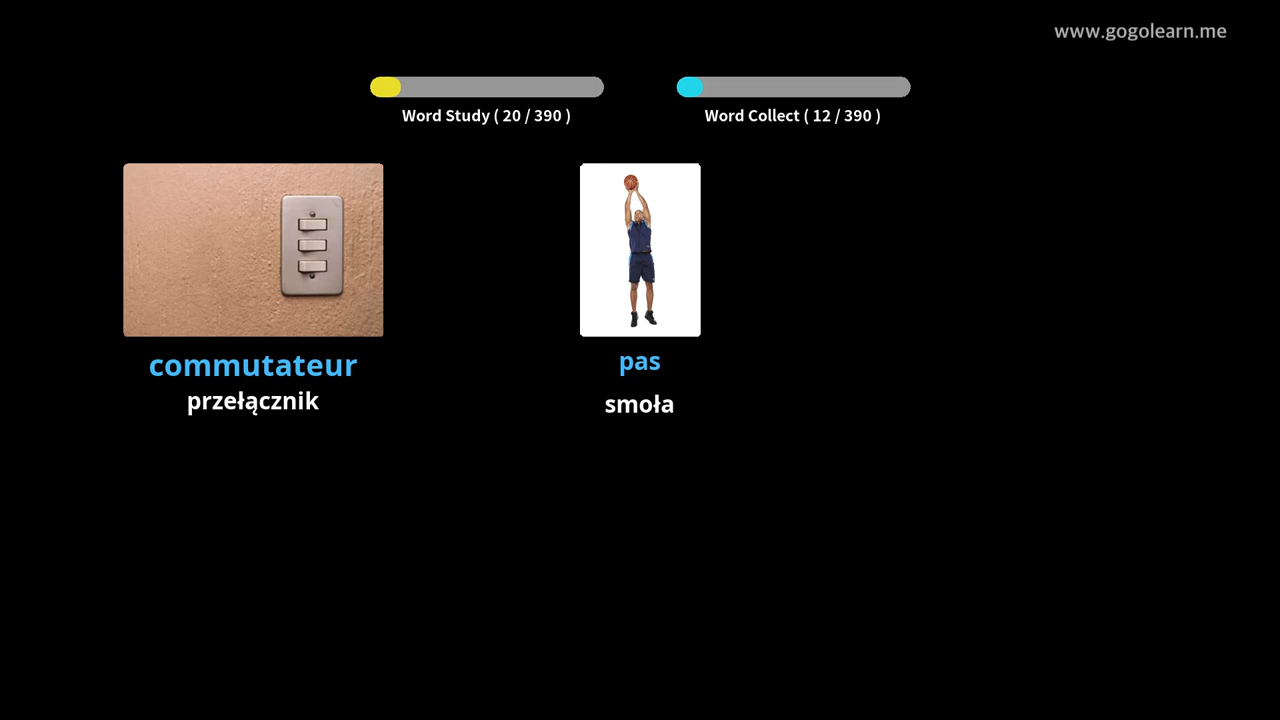 www.gogolearn.me
Word Study ( 20 / 390 )
Word Collect ( 12 / 390 )
commutateur
przełącznik
pas
smoła